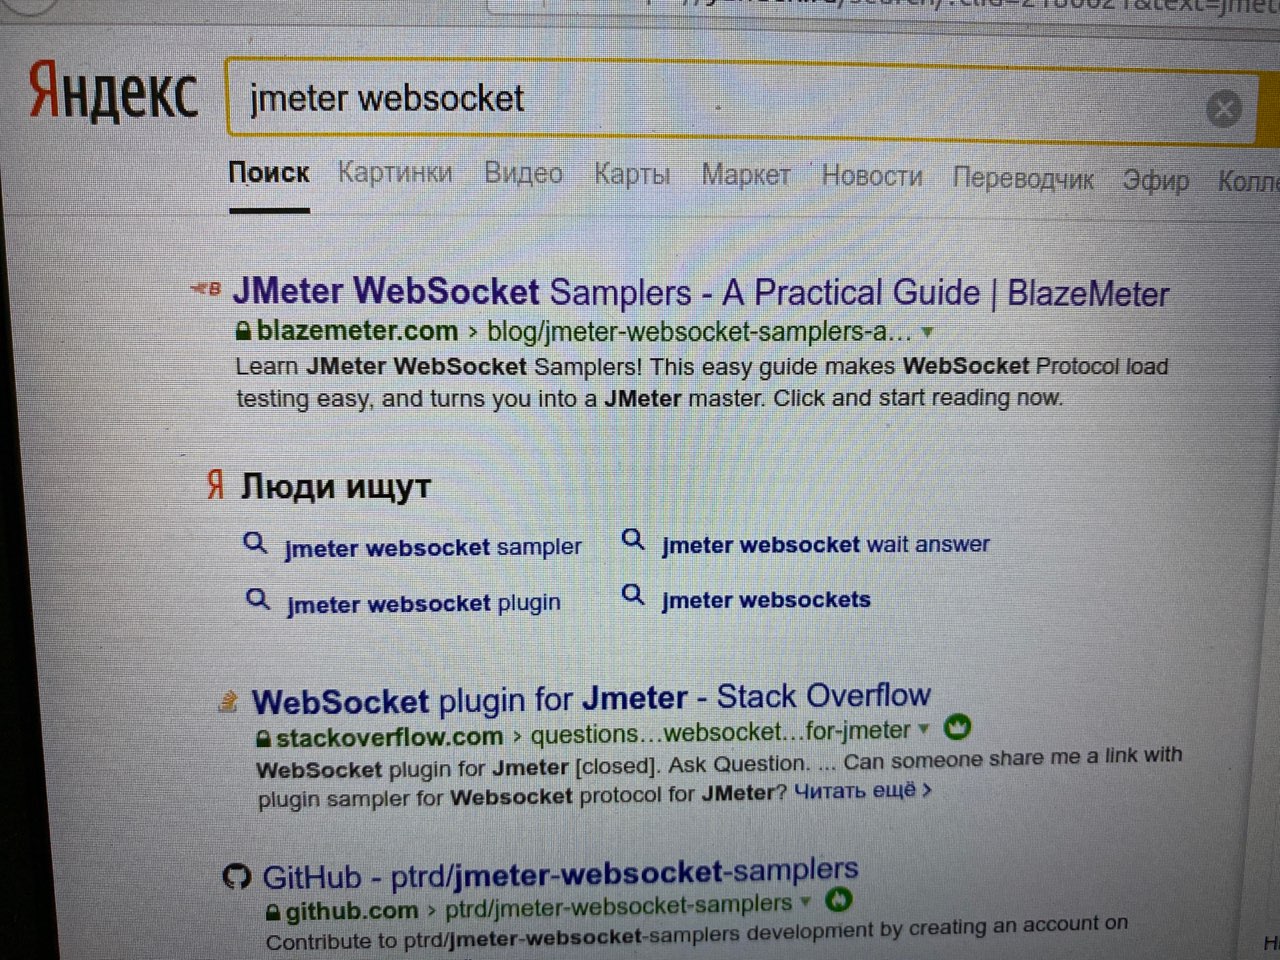 Яндекс
jmeter websocket
Поиск Картинки Видео Карты Маркет Новости Переводчик Эфир
JMeter WebSocket Samplers - A Practical Guide | BlazeMeter
blazemeter.com › blog/jmeter-websocket-samplers-a...
Learn JMeter WebSocket Samplers! This easy guide makes WebSocket Protocol load
testing easy, and turns you into a JMeter master. Click and start reading now.
Я Люди ищут
jmeter websocket sampler
jmeter websocket wait answer
jmeter websocket plugin
jmeter websockets
WebSocket plugin for Jmeter - Stack Overflow
stackoverflow.com › questions...websocket...for-jmeter
WebSocket plugin for Jmeter [closed]. Ask Question. ... Can someone share me a link with
plugin sampler for Websocket protocol for JMeter? Читать ещё ›
GitHub - ptrd/jmeter-websocket-samplers
github.com › ptrd/jmeter-websocket-samplers
Contribute to ptrd/jmeter-websocket-samplers development by creating an account on